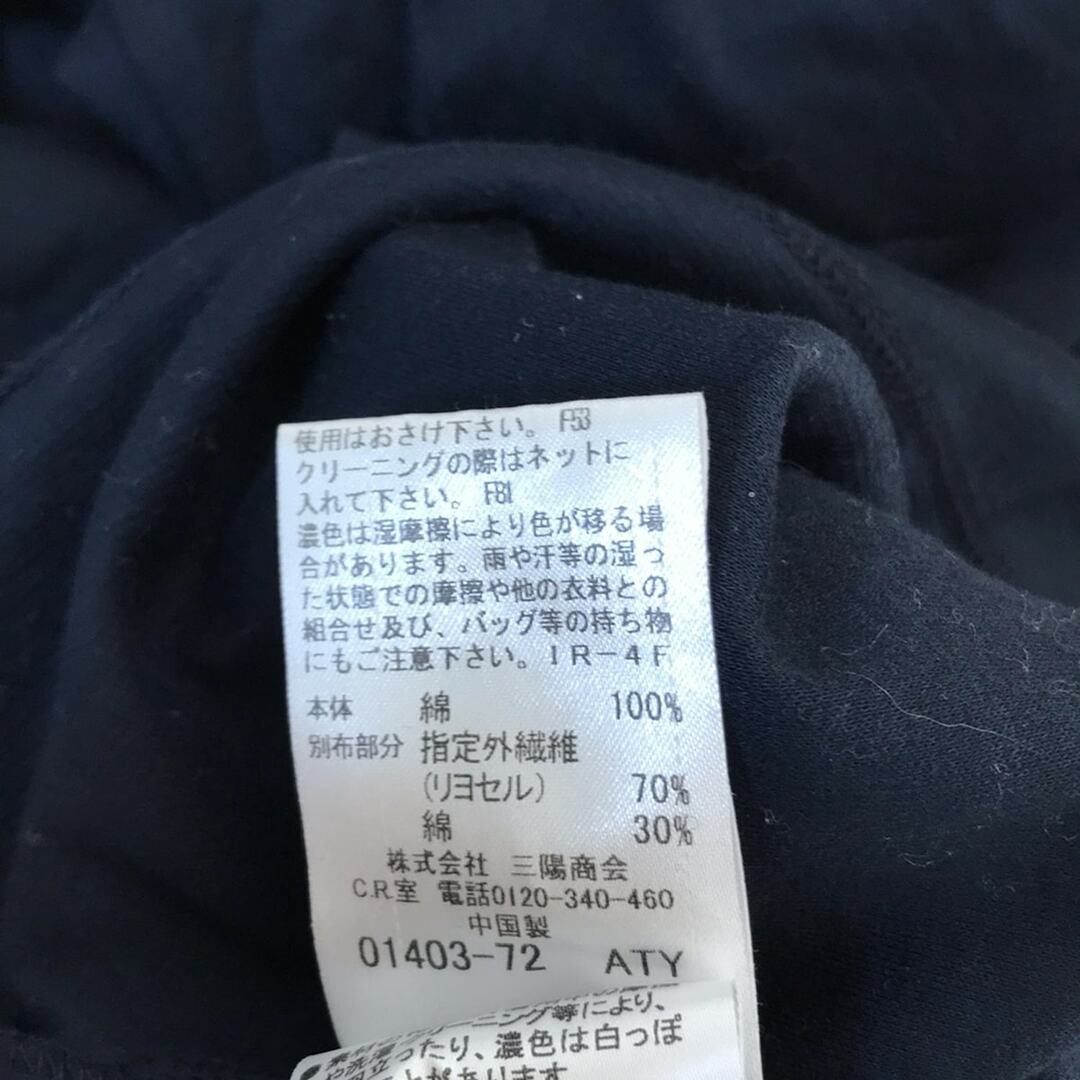 使用はおさけ下さい。 F53
クリーニングの際はネットに
入れて下さい。 F81
濃色は湿摩擦により色が移る場
合があります。雨や汗等の湿っ
た状態での摩擦や他の衣料との
組合せ及び、バッグ等の持ち物
にもご注意下さい。IR-4F
本体 綿 100%
別布部分 指定外繊維
(リヨセル) 70%
綿 30%
株式会社 三陽商会
C.R.室 電話0120-340-460
中国製
01403-72 ATY
ーニング等により、
ったり、濃色は白っぽ
とがあります